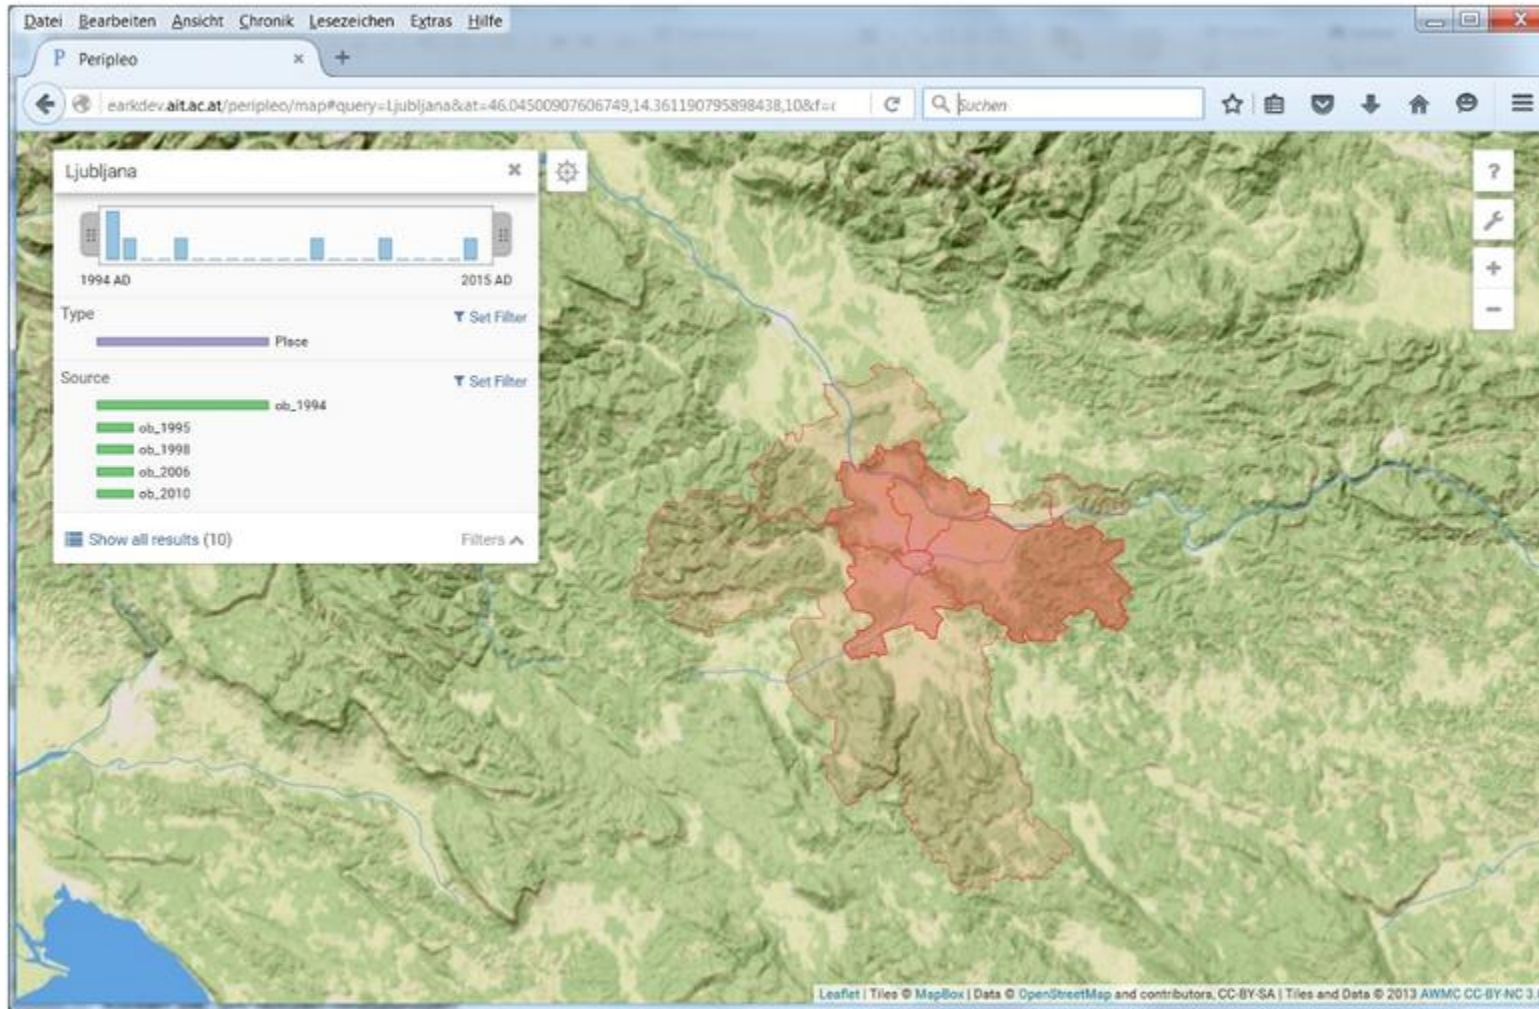 Datei Bearbeiten Ansicht Chronik Lesezeichen Extras Hilfe
P Peripleo × +
earkdev.ait.ac.at/peripleo/map#query=Ljubljana&at=46.04500907606749,14.361190795898438,10&f= Suchen
Ljubljana
1994 AD 2015 AD
Type Set Filter
Place
Source Set Filter
ob_1994
ob_1995
ob_1998
ob_2006
ob_2010
Show all results (10) Filters
?
+
−
Leaflet | Tiles © MapBox | Data © OpenStreetMap and contributors, CC-BY-SA | Tiles and Data © 2013 AWMC CC-BY-NC 3.